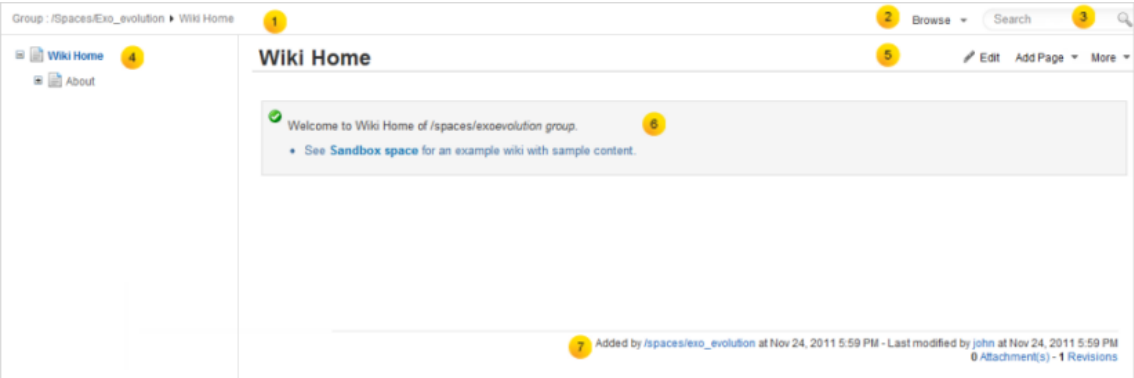 Group : /Spaces/Exo_evolution Wiki Home 1 2 Browse Search 3
Wiki Home 4
About
Wiki Home 5 Edit Add Page More
Welcome to Wiki Home of /spaces/exoevolution group. 6
• See Sandbox space for an example wiki with sample content.
7 Added by /spaces/exo_evolution at Nov 24, 2011 5:59 PM - Last modified by john at Nov 24, 2011 5:59 PM
0 Attachment(s) - 1 Revisions